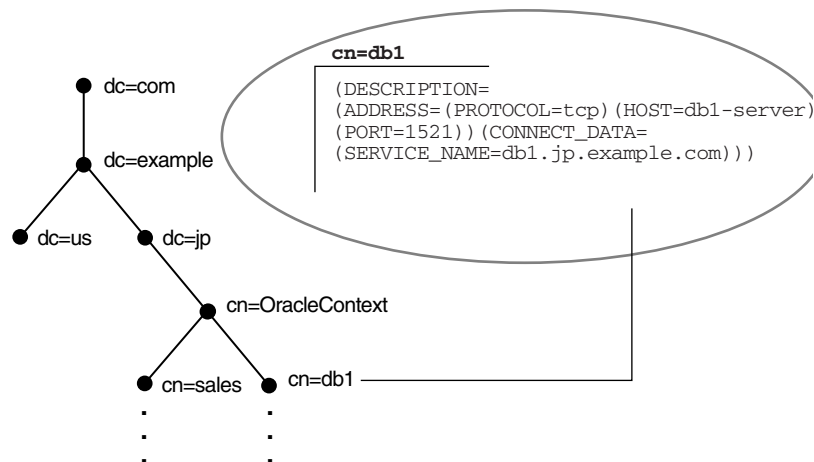 cn=db1
(DESCRIPTION=
(ADDRESS=(PROTOCOL=tcp)(HOST=db1-server)
(PORT=1521))(CONNECT_DATA=
(SERVICE_NAME=db1.jp.example.com)))
dc=com
dc=example
dc=us
dc=jp
cn=OracleContext
cn=sales
cn=db1